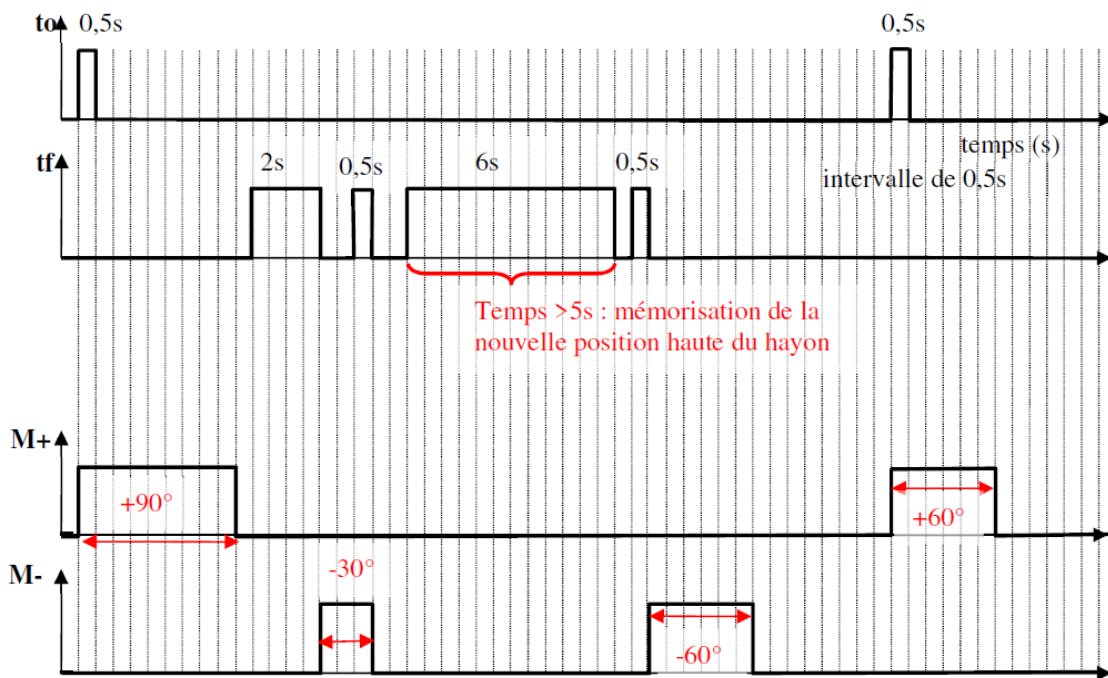 to 0,5s 0,5s
temps (s)
tf 2s 0,5s 6s 0,5s
intervalle de 0,5s
Temps >5s : mémorisation de la
nouvelle position haute du hayon
M+
+90° +60°
-30°
M-
-60°